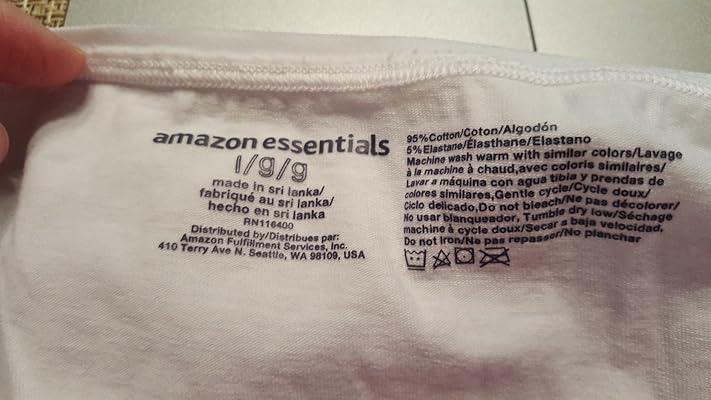 amazon essentials
l/g/g
made in sri lanka/
fabriqué au sri lanka/
hecho en sri lanka
RN116400
Distributed by/Distribues par:
Amazon Fulfillment Services, Inc.
410 Terry Ave N. Seattle, WA 98109, USA
95%Cotton/Coton/Algodón
5% Elastane/Élasthane/Elastano
Machine wash warm with similar colors/Lavage
à la machine à chaud,avec coloris similaires/
Lavar a máquina con agua tibia y prendas de
colores similares,Gentle cycle/Cycle doux/
Ciclo delicado,Do not bleach/Ne pas décolorer/
No usar blanqueador, Tumble dry low/Séchage
machine à cycle doux/Secar a baja velocidad,
Do not Iron/Ne pas repasser/No planchar